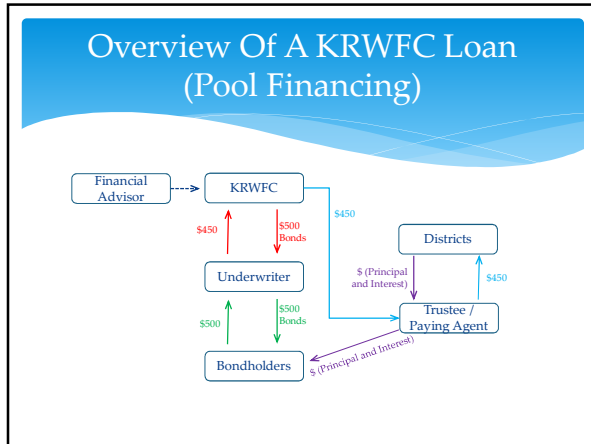 Overview Of A KRWFC Loan
(Pool Financing)
Financial
Advisor
KRWFC
$450
$500
Bonds
$450
Districts
Underwriter
$ (Principal
and Interest)
$450
$500
$500
Bonds
Trustee /
Paying Agent
$ (Principal and Interest)
Bondholders